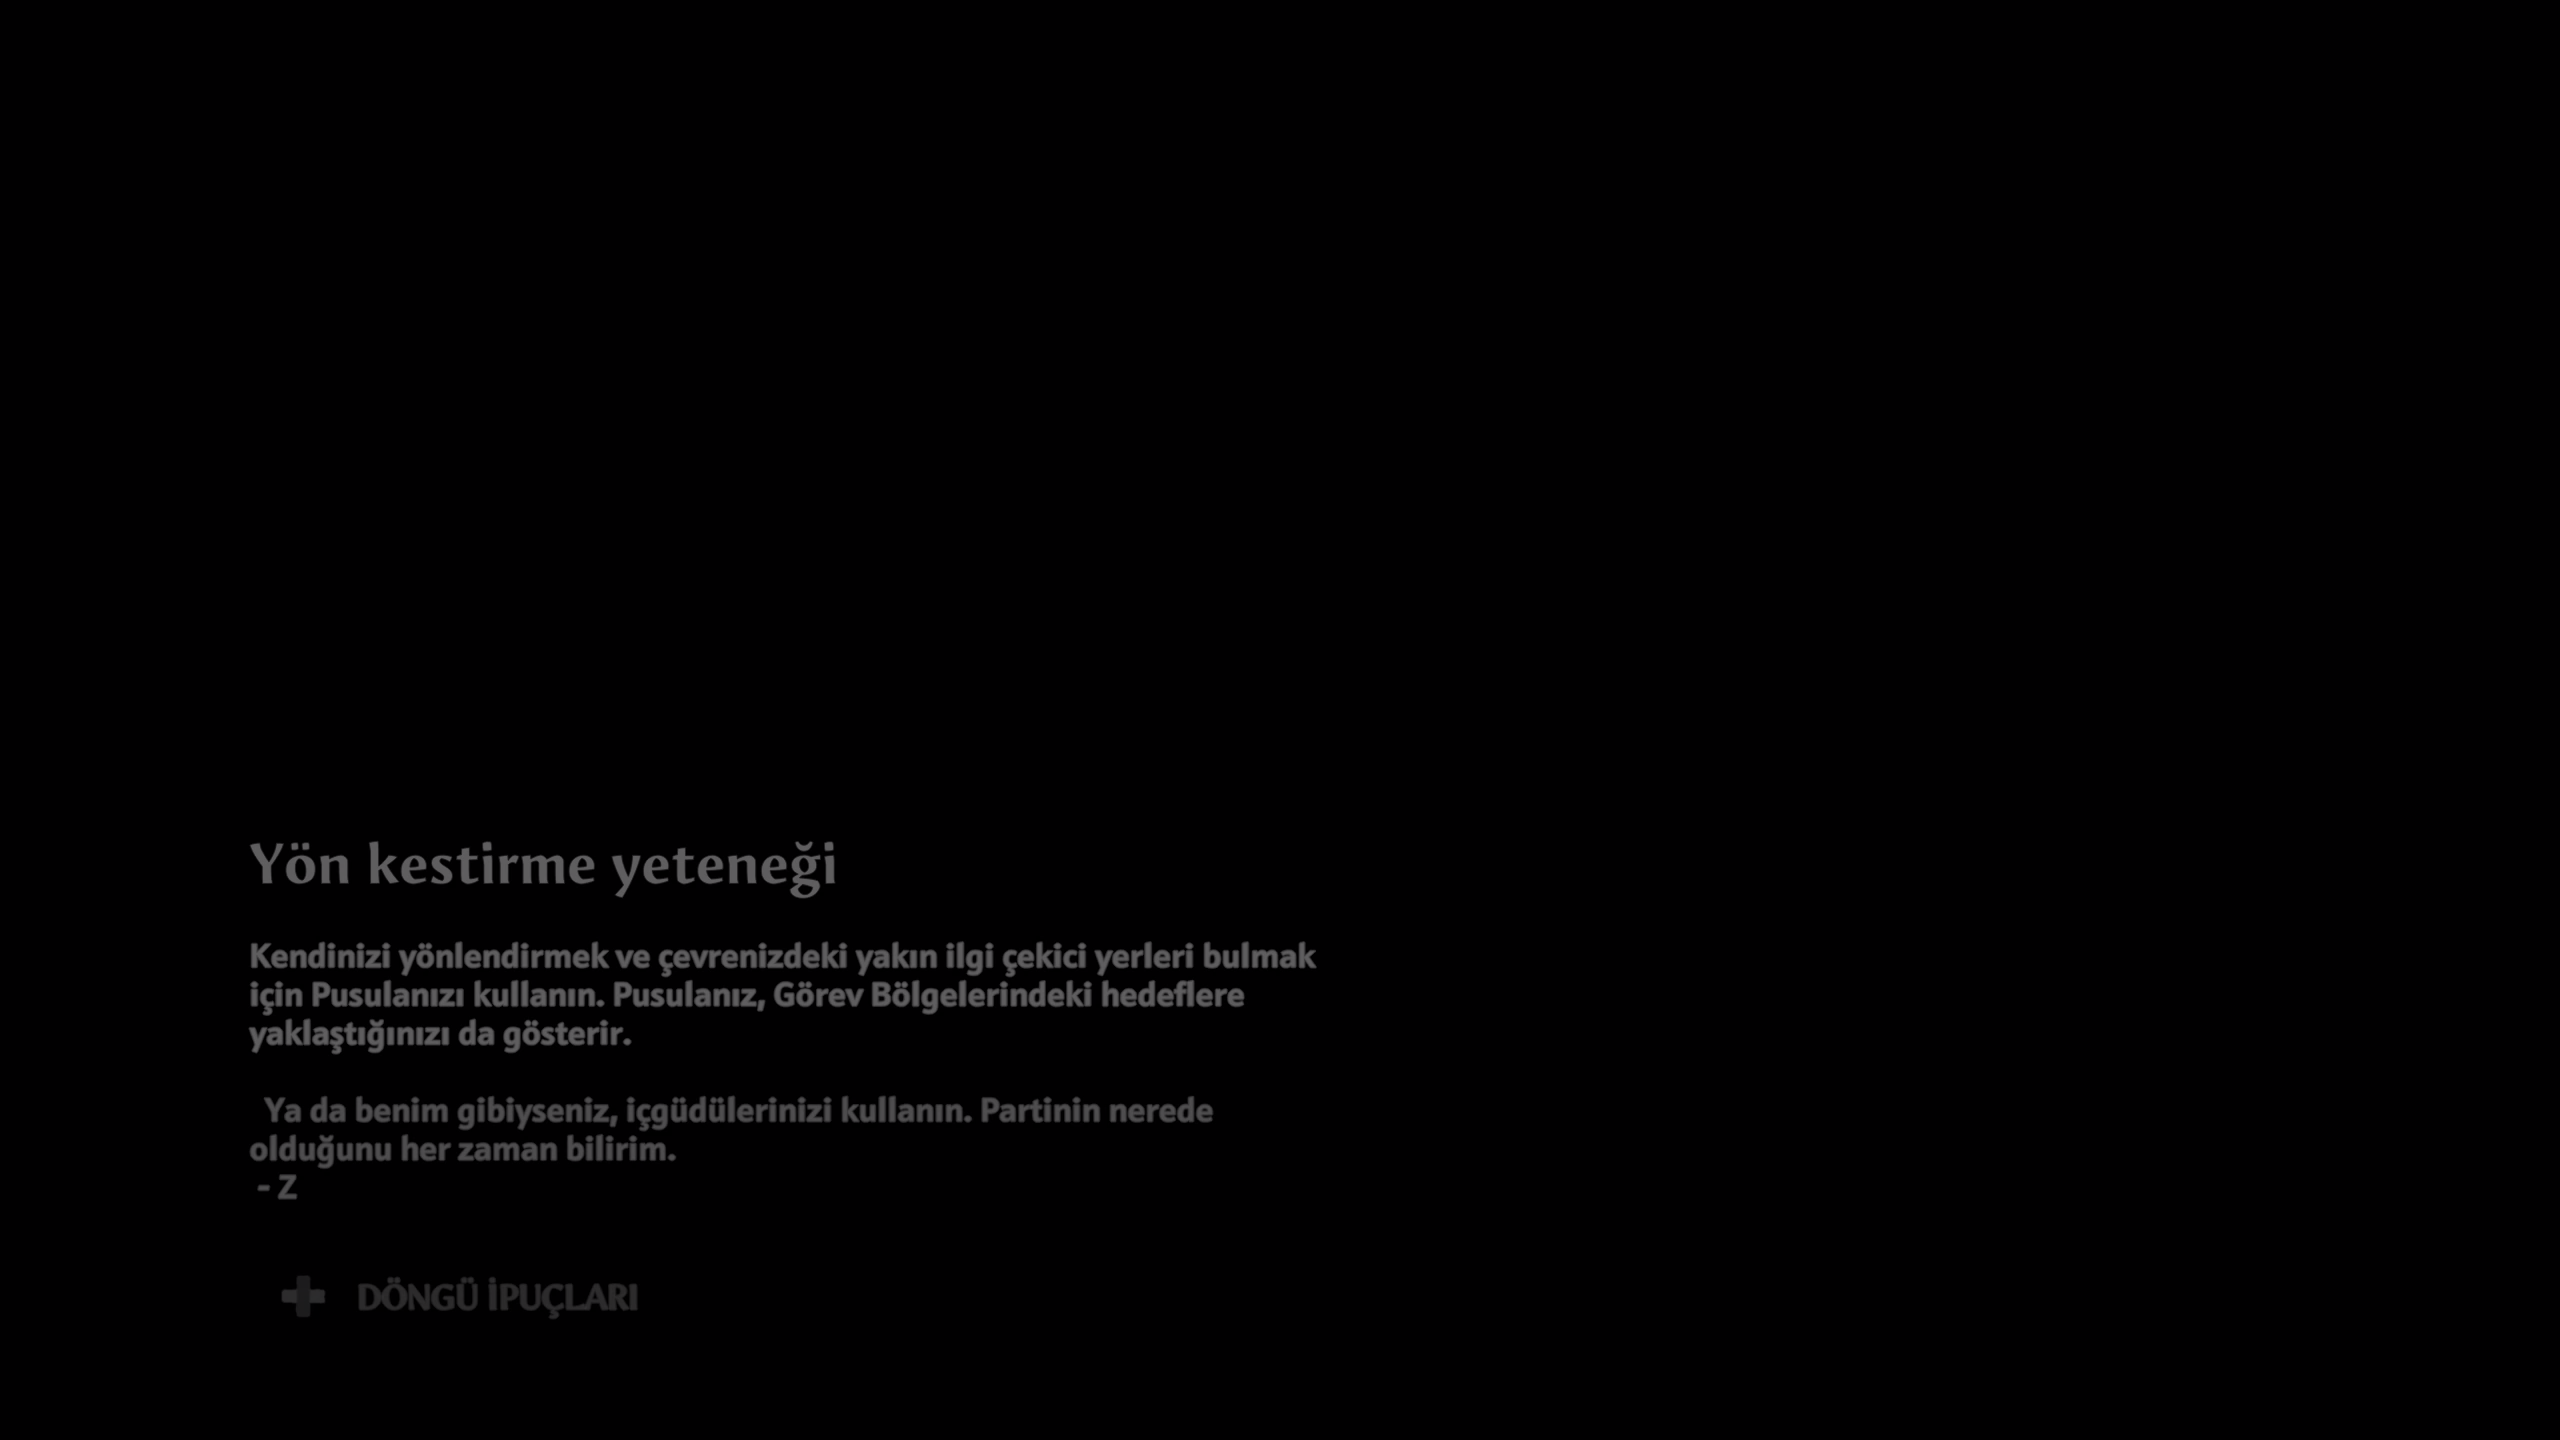 Yön kestirme yeteneği
Kendinizi yönlendirmek ve çevrenizdeki yakın ilgi çekici yerleri bulmak
için Pusulanızı kullanın. Pusulanız, Görev Bölgelerindeki hedeflere
yaklaştığınızı da gösterir.
Ya da benim gibiyseniz, içgüdülerinizi kullanın. Partinin nerede
olduğunu her zaman bilirim.
- Z
DÖNGÜ İPUÇLARI